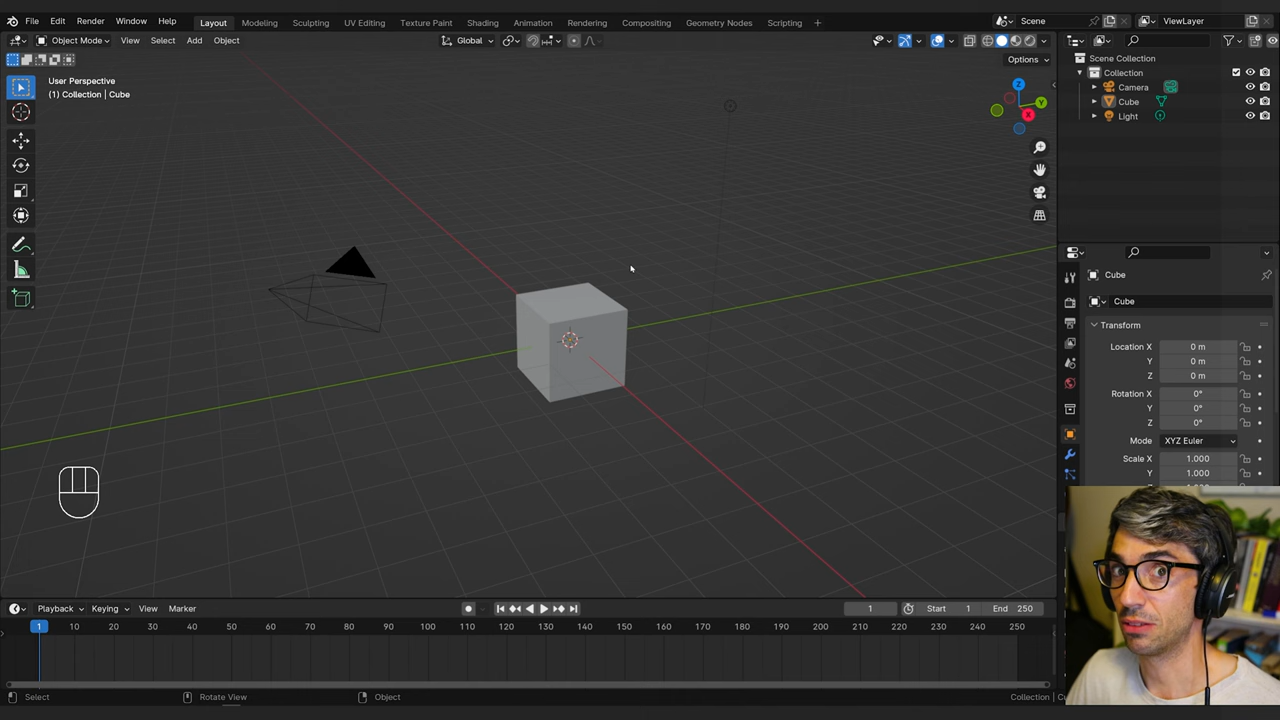 File Edit Render Window Help Layout Modeling Sculpting UV Editing Texture Paint Shading Animation Rendering Compositing Geometry Nodes Scripting + Scene ViewLayer
Object Mode View Select Add Object Global
Options
User Perspective
(1) Collection | Cube
Z
Y
X
Scene Collection
Collection
Camera
Cube
Light
Cube
Cube
Transform
Location X 0 m
Y 0 m
Z 0 m
Rotation X 0°
Y 0°
Z 0°
Mode XYZ Euler
Scale X 1.000
Y 1.000
Playback Keying View Marker 1 Start 1 End 250
1 10 20 30 40 50 60 70 80 90 100 110 120 130 140 150 160 170 180 190 200 210 220 230 240 250
Select Rotate View Object Collection |